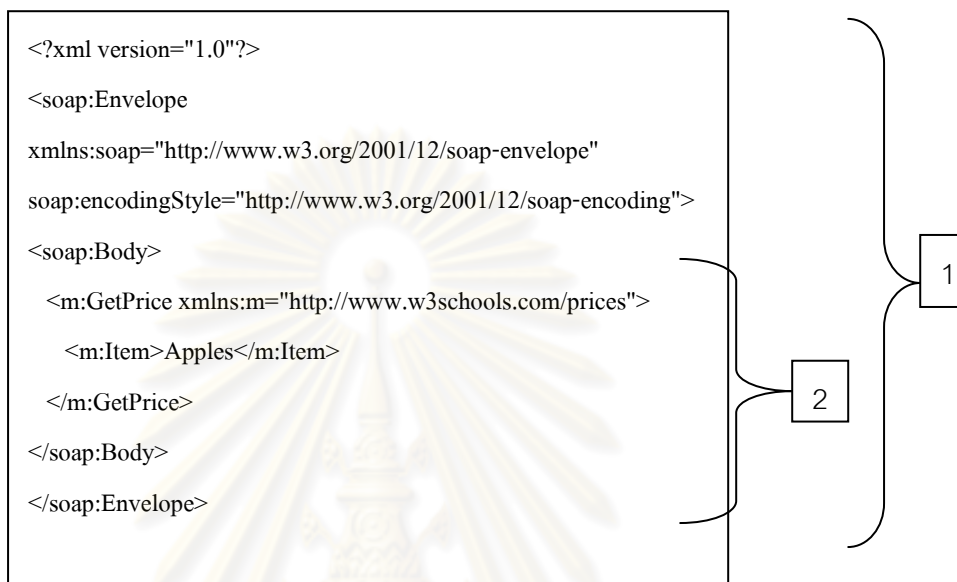 <?xml version="1.0"?>
<soap:Envelope
xmlns:soap="http://www.w3.org/2001/12/soap-envelope"
soap:encodingStyle="http://www.w3.org/2001/12/soap-encoding">
<soap:Body>
<m:GetPrice xmlns:m="http://www.w3schools.com/prices">
<m:Item>Apples</m:Item>
</m:GetPrice>
</soap:Body>
</soap:Envelope>
1
2